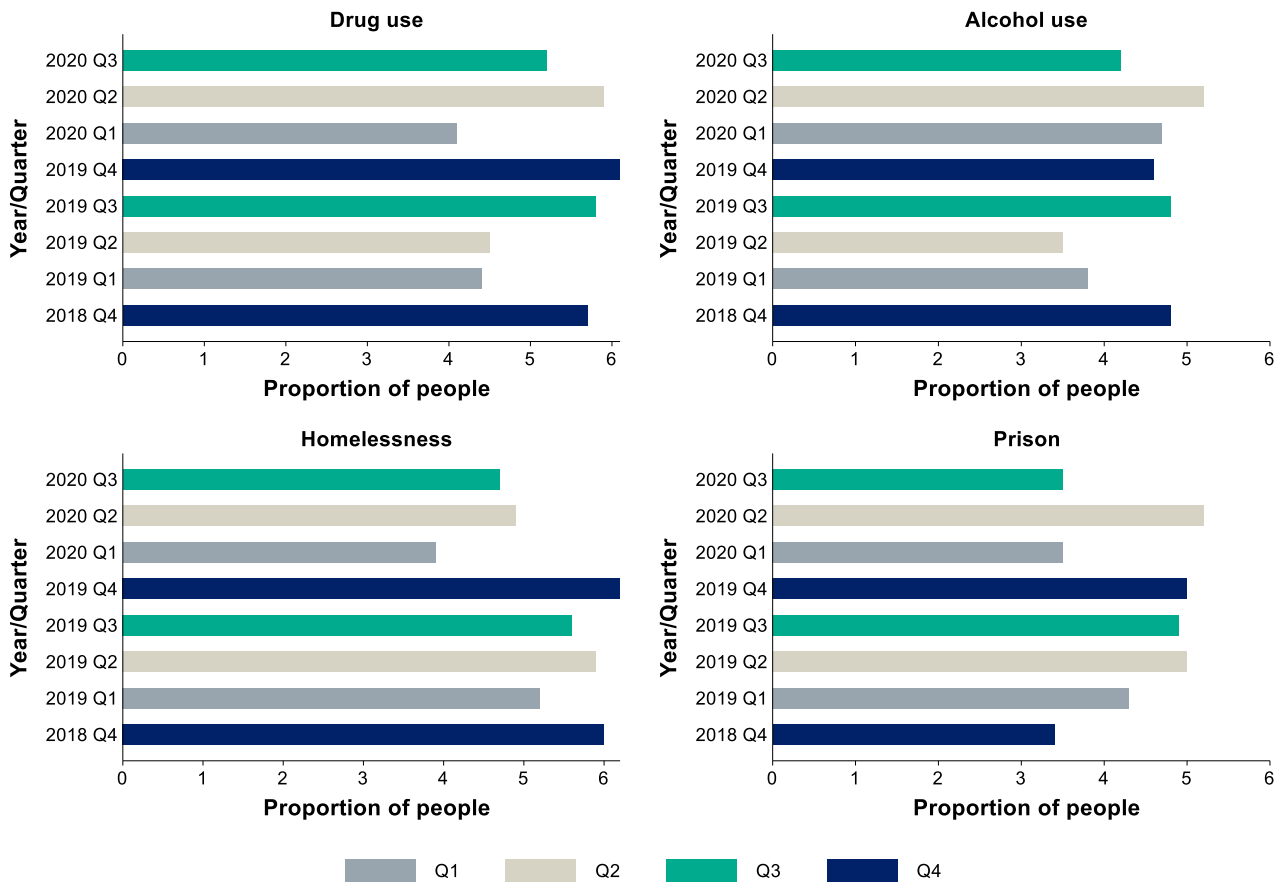 Drug use
Year/Quarter
2020 Q3
2020 Q2
2020 Q1
2019 Q4
2019 Q3
2019 Q2
2019 Q1
2018 Q4
0 1 2 3 4 5 6
Proportion of people
Alcohol use
Year/Quarter
2020 Q3
2020 Q2
2020 Q1
2019 Q4
2019 Q3
2019 Q2
2019 Q1
2018 Q4
0 1 2 3 4 5 6
Proportion of people
Homelessness
Year/Quarter
2020 Q3
2020 Q2
2020 Q1
2019 Q4
2019 Q3
2019 Q2
2019 Q1
2018 Q4
0 1 2 3 4 5 6
Proportion of people
Prison
Year/Quarter
2020 Q3
2020 Q2
2020 Q1
2019 Q4
2019 Q3
2019 Q2
2019 Q1
2018 Q4
0 1 2 3 4 5 6
Proportion of people
Q1 Q2 Q3 Q4